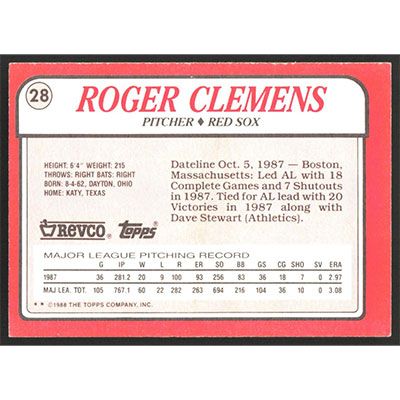 28
ROGER CLEMENS
PITCHER ♦ RED SOX
HEIGHT: 6'4" WEIGHT: 215
THROWS: RIGHT BATS: RIGHT
BORN: 8-4-62, DAYTON, OHIO
HOME: KATY, TEXAS
Dateline Oct. 5, 1987 — Boston,
Massachusetts: Led AL with 18
Complete Games and 7 Shutouts
in 1987. Tied for AL lead with 20
Victories in 1987 along with
Dave Stewart (Athletics).
REVCO Topps
MAJOR LEAGUE PITCHING RECORD
G IP W L R ER SO BB GS CG SHO SV ERA
1987 36 281.2 20 9 100 93 256 83 36 18 7 0 2.97
MAJ LEA. TOT. 105 767.1 60 22 282 263 694 216 104 36 10 0 3.08
* * ©1988 THE TOPPS COMPANY, INC.